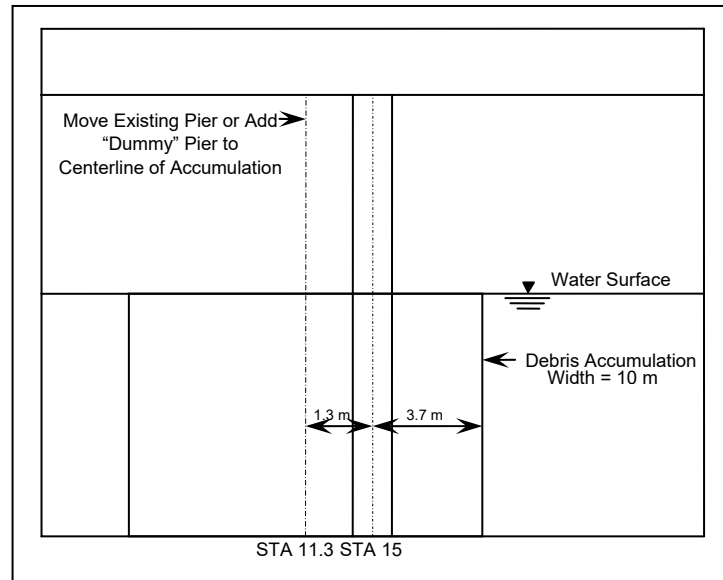 Move Existing Pier or Add
“Dummy” Pier to
Centerline of Accumulation
Water Surface
Debris Accumulation
Width = 10 m
1.3 m
3.7 m
STA 11.3 STA 15